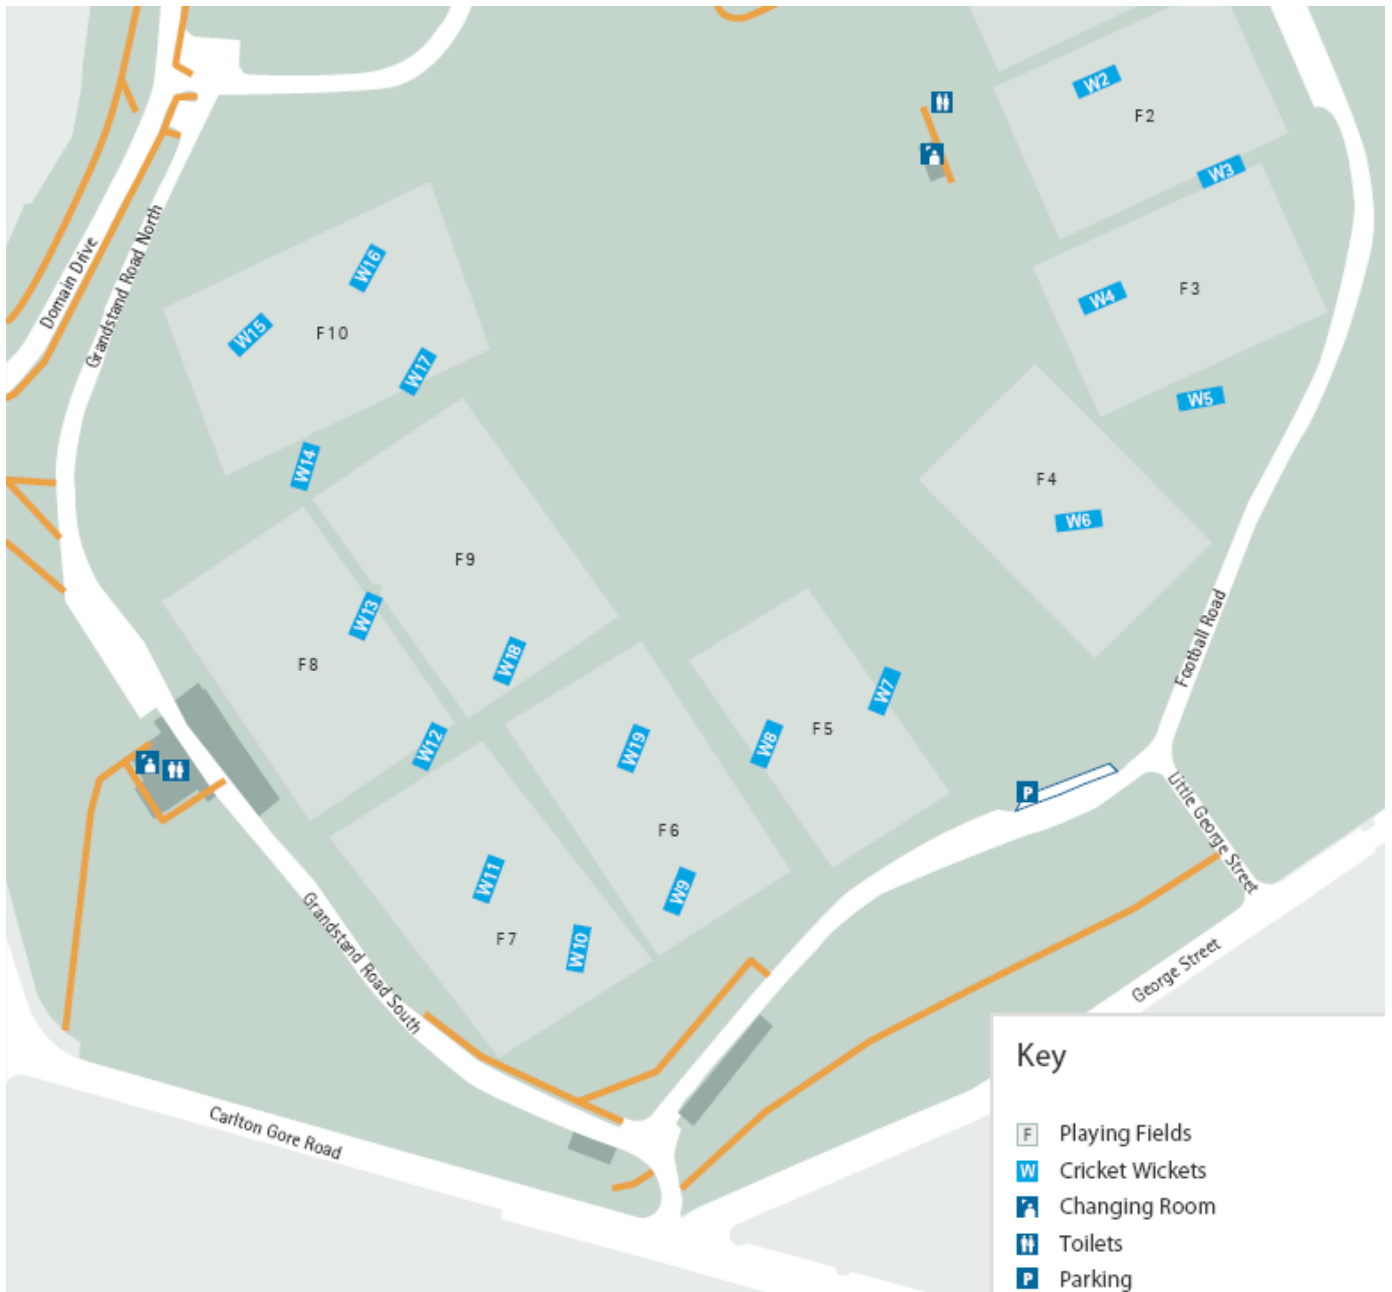 W2
F2
W3
Domain Drive
Grandstand Road North
W16
W15
F10
W17
W4
F3
W5
W14
F4
W6
F9
W13
F8
W18
Football Road
W12
W19
W8
W7
F5
P
Little George Street
F6
W11
W9
F7
W10
Grandstand Road South
George Street
Carlton Gore Road
Key
F Playing Fields
W Cricket Wickets
Changing Room
Toilets
P Parking